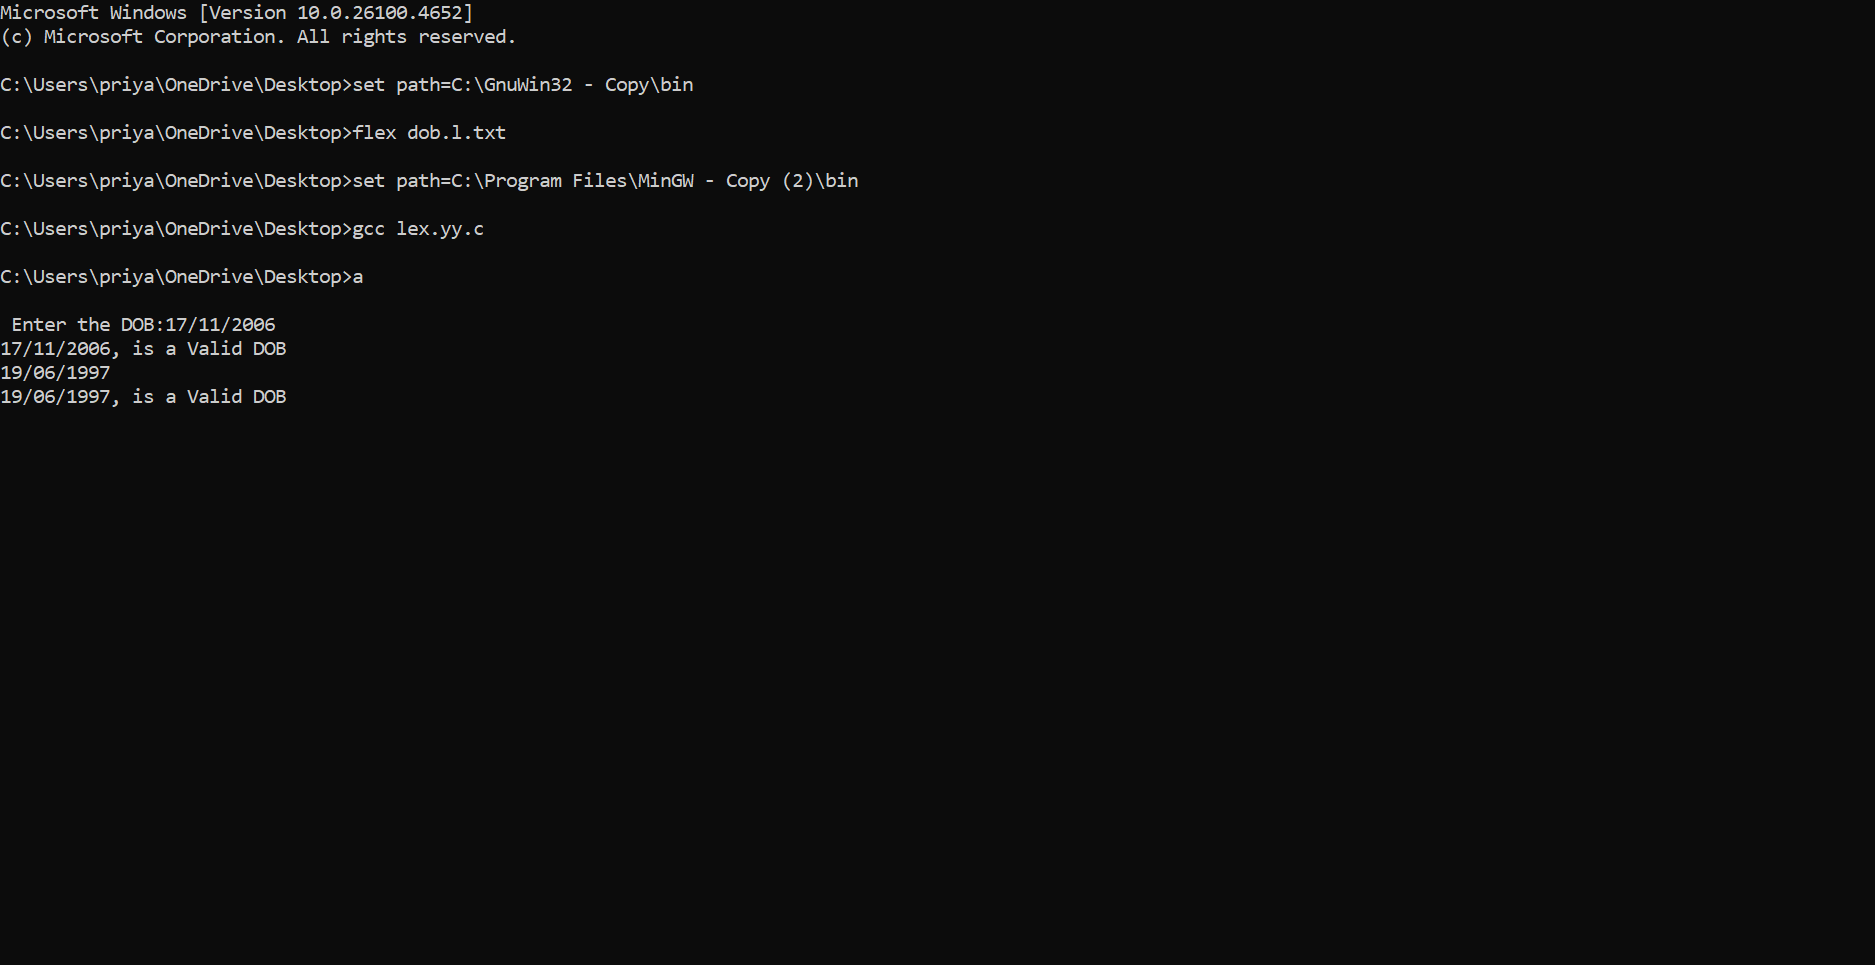 Microsoft Windows [Version 10.0.26100.4652]
(c) Microsoft Corporation. All rights reserved.
C:\Users\priya\OneDrive\Desktop>set path=C:\GnuWin32 - Copy\bin
C:\Users\priya\OneDrive\Desktop>flex dob.l.txt
C:\Users\priya\OneDrive\Desktop>set path=C:\Program Files\MinGW - Copy (2)\bin
C:\Users\priya\OneDrive\Desktop>gcc lex.yy.c
C:\Users\priya\OneDrive\Desktop>a
Enter the DOB:17/11/2006
17/11/2006, is a Valid DOB
19/06/1997
19/06/1997, is a Valid DOB